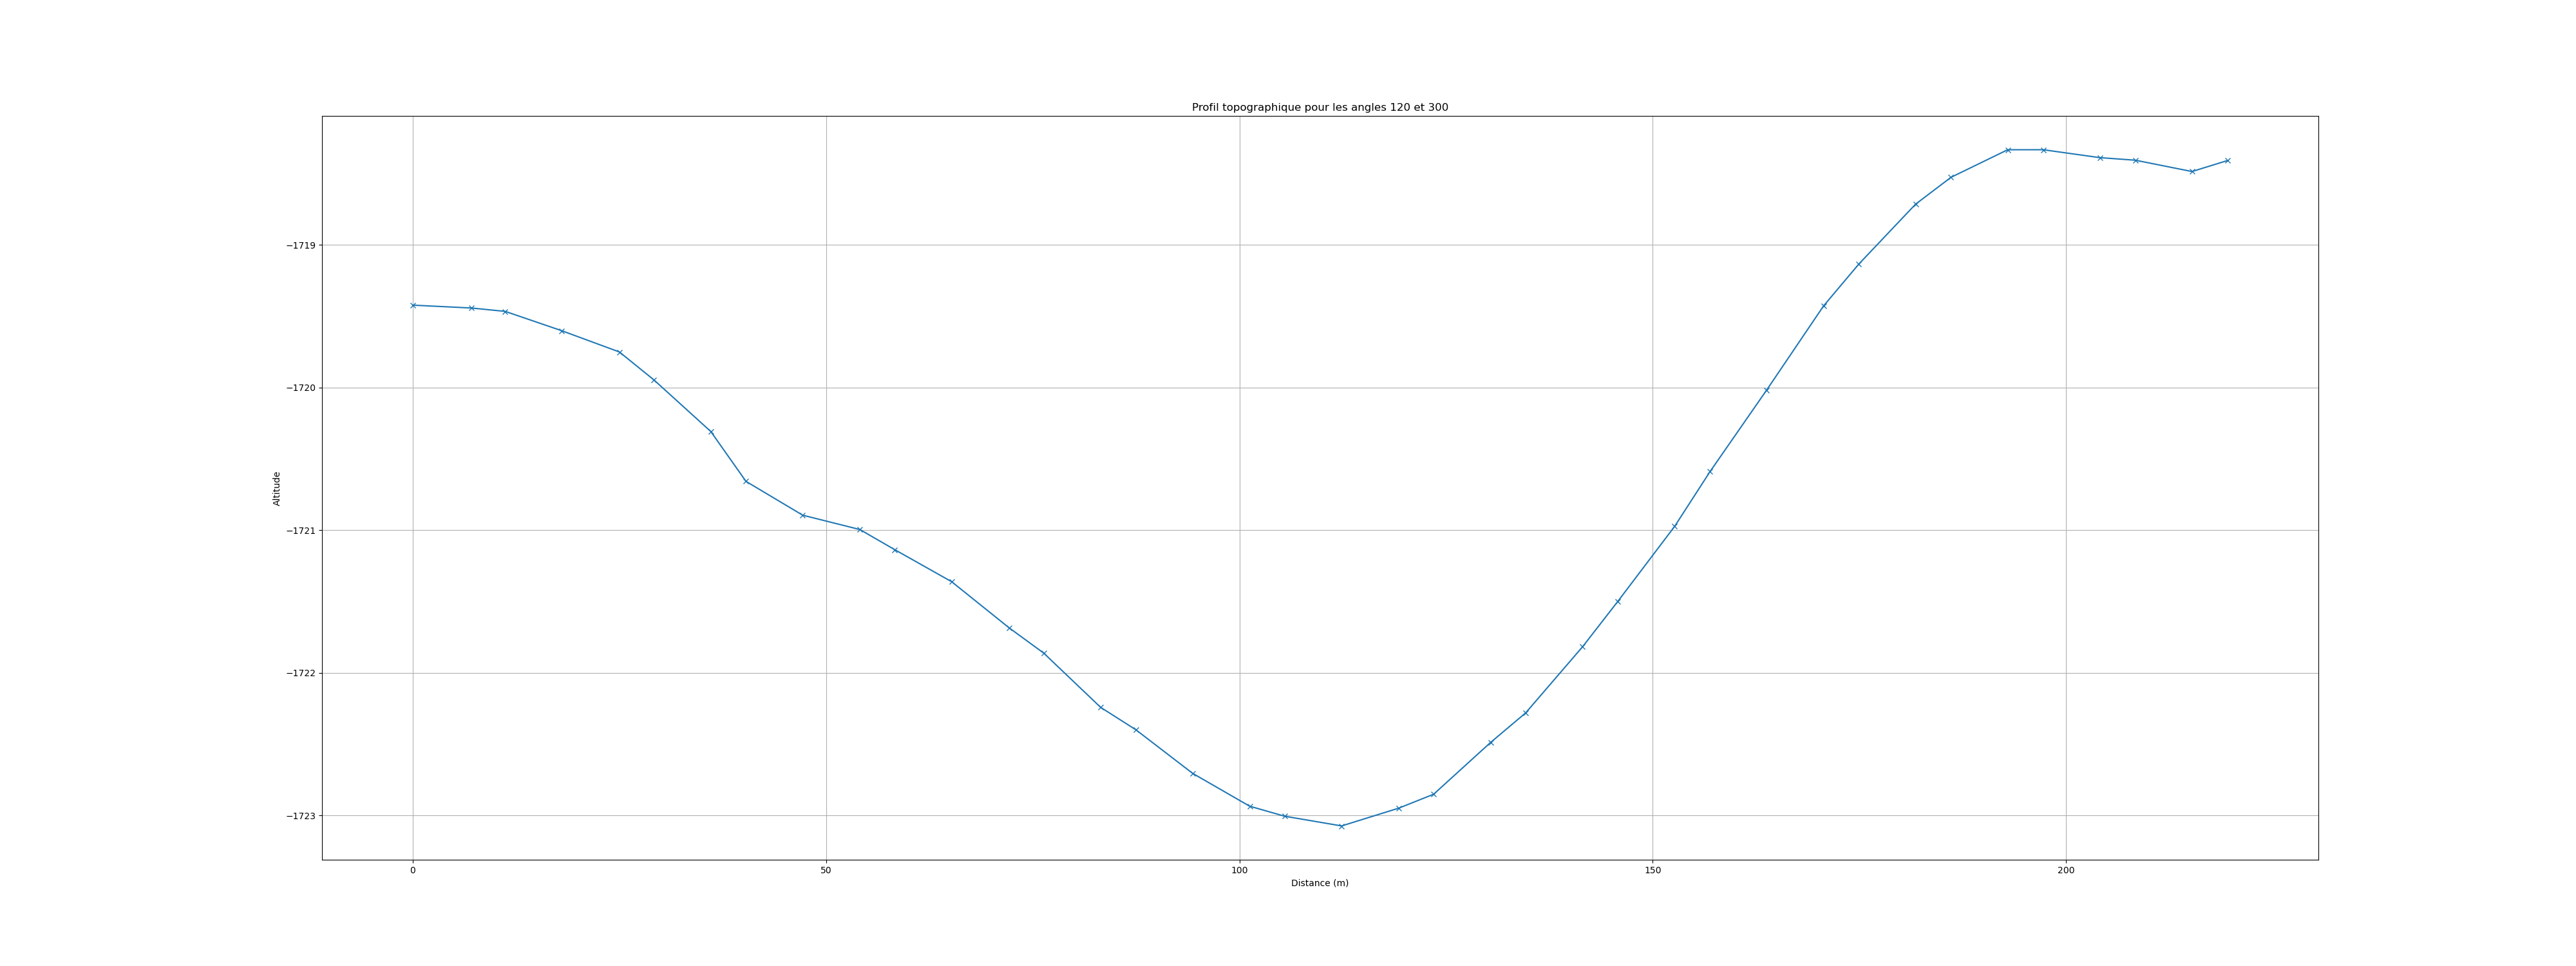 Profil topographique pour les angles 120 et 300
−1719
−1720
−1721
−1722
−1723
Altitude
0 50 100 150 200
Distance (m)